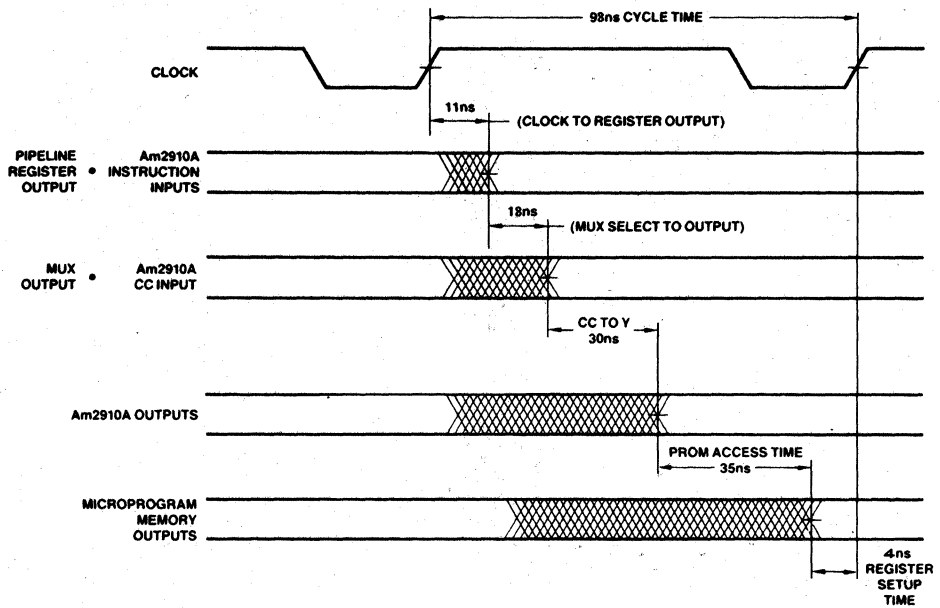 98ns CYCLE TIME
CLOCK
11ns
(CLOCK TO REGISTER OUTPUT)
PIPELINE
REGISTER
OUTPUT
•
Am2910A
INSTRUCTION
INPUTS
18ns
(MUX SELECT TO OUTPUT)
MUX
OUTPUT
•
Am2910A
CC INPUT
CC TO Y
30ns
Am2910A OUTPUTS
PROM ACCESS TIME
35ns
MICROPROGRAM
MEMORY
OUTPUTS
4ns
REGISTER
SETUP
TIME